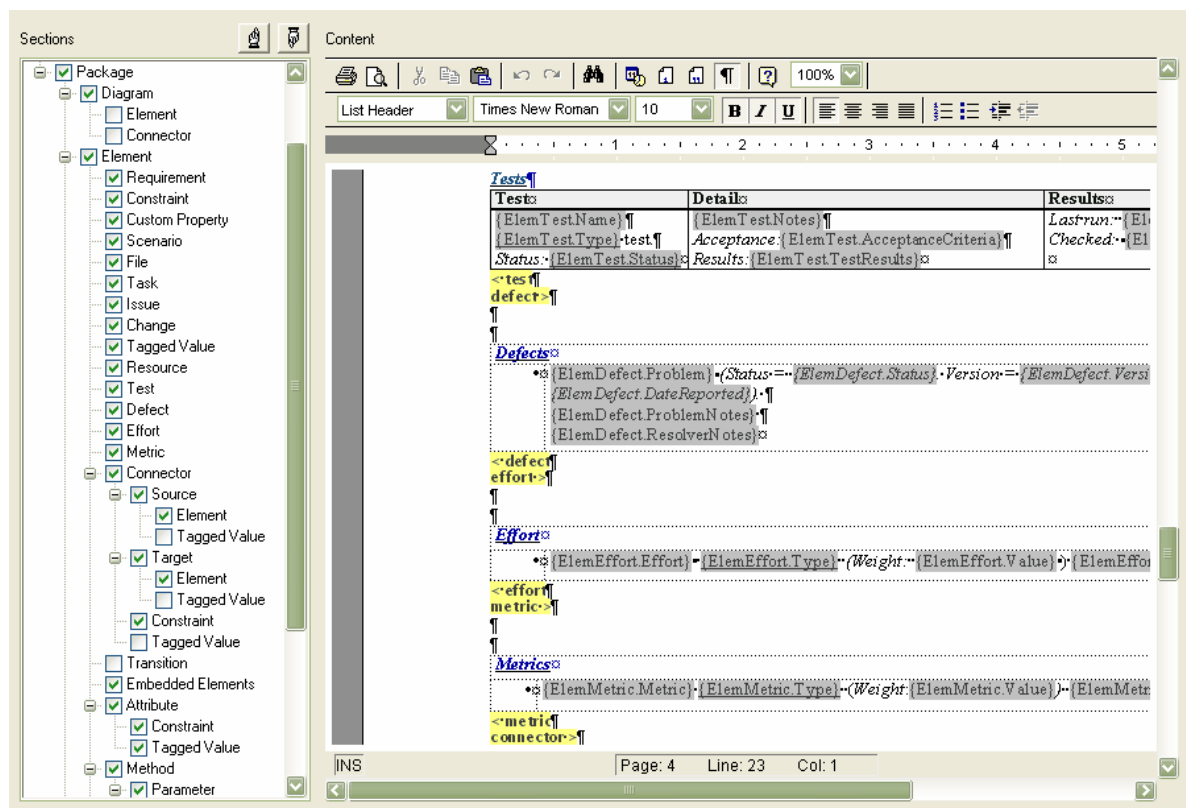 Sections
Package
Diagram
Element
Connector
Element
Requirement
Constraint
Custom Property
Scenario
File
Task
Issue
Change
Tagged Value
Resource
Test
Defect
Effort
Metric
Connector
Source
Element
Tagged Value
Target
Element
Tagged Value
Constraint
Tagged Value
Transition
Embedded Elements
Attribute
Constraint
Tagged Value
Method
Parameter
Content
100%
List Header Times New Roman 10 B I U
1 2 3 4 5
Tests¶
Test¤ Detail¤ Results¤
{ElemTest.Name}¶ {ElemTest.Notes}¶ Last·run:··{El
{ElemTest.Type}·test.¶ Acceptance:{ElemTest.AcceptanceCriteria}¶ Checked:··{El
Status:·{ElemTest.Status}¤ Results:{ElemTest.TestResults}¤ ¤
<·test¶
defect·>¶
¶
¶
Defects¤
•¤ {ElemDefect.Problem}·•(Status·=··{ElemDefect.Status}.·Version·=·{ElemDefect.Versi
{ElemDefect.DateReported}).·¶
{ElemDefect.ProblemNotes}·¶
{ElemDefect.ResolverNotes}¤
<·defect¶
effort·>¶
¶
¶
Effort¤
•¤ {ElemEffort.Effort}·-·{ElemEffort.Type}··(Weight:··{ElemEffort.Value}·)·{ElemEffor
<·effort¶
metric·>¶
¶
¶
Metrics¤
•¤ {ElemMetric.Metric}·{ElemMetric.Type}··(Weight:{ElemMetric.Value})··{ElemMetr
<·metric¶
connector·>¶
INS Page: 4 Line: 23 Col: 1